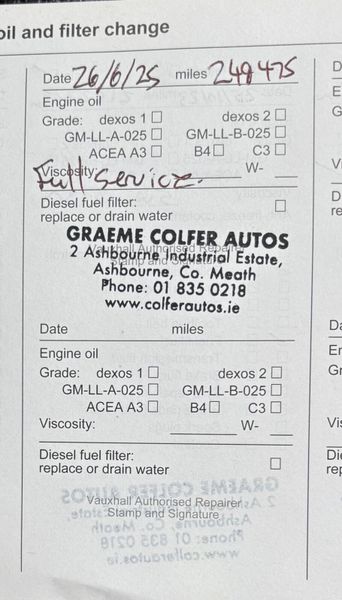 oil and filter change
Date 26/6/25 miles 248475
Engine oil
Grade: dexos 1 ☐ dexos 2 ☐
GM-LL-A-025 ☐ GM-LL-B-025 ☐
ACEA A3 ☐ B4 ☐ C3 ☐
Viscosity: W-
Full Service.
Diesel fuel filter:
replace or drain water ☐
GRAEME COLFER AUTOS
Vauxhall Authorised Repairer
2 Ashbourne Industrial Estate,
Stamp and Signature
Ashbourne, Co. Meath
Phone: 01 835 0218
www.colferautos.ie
Date miles
Engine oil
Grade: dexos 1 ☐ dexos 2 ☐
GM-LL-A-025 ☐ GM-LL-B-025 ☐
ACEA A3 ☐ B4 ☐ C3 ☐
Viscosity: W-
Diesel fuel filter:
replace or drain water ☐
Vauxhall Authorised Repairer
Stamp and Signature